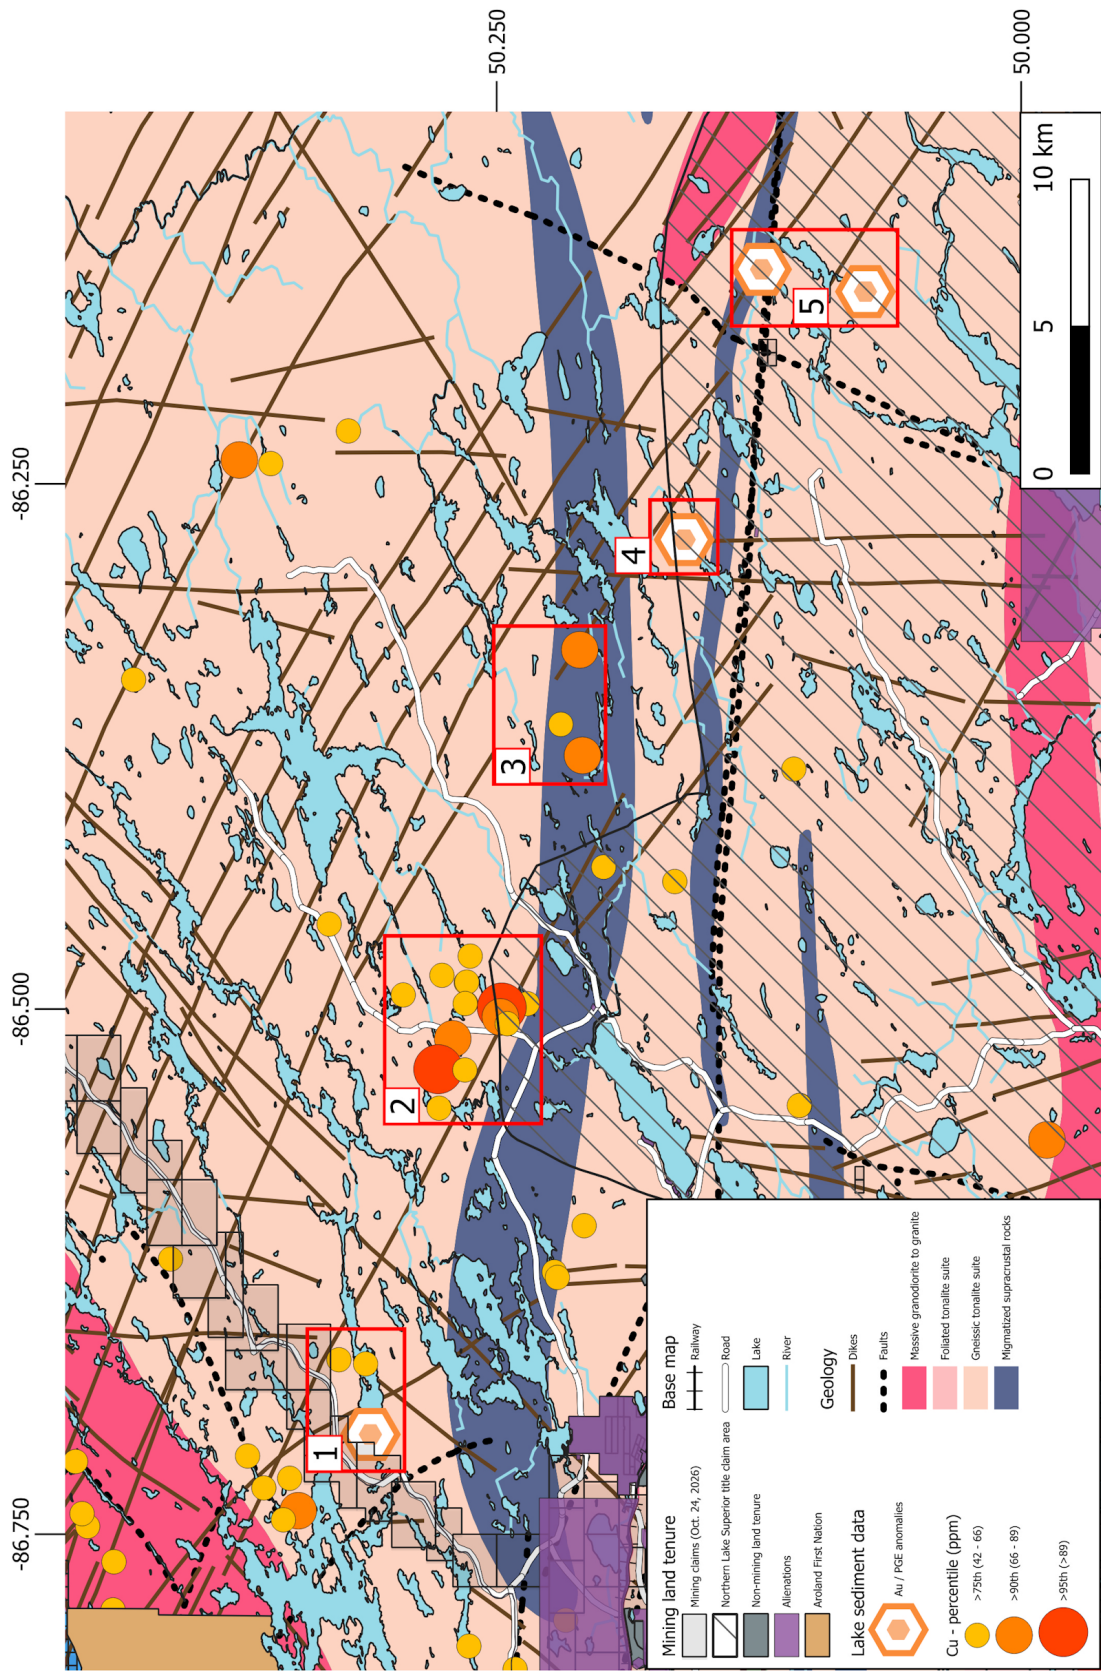 -86.750
-86.500
-86.250
50.250
50.000
1
2
3
4
5
0
5
10 km
Mining land tenure
Mining claims (Oct. 24, 2026)
Northern Lake Superior title claim area
Non-mining land tenure
Alienations
Aroland First Nation
Lake sediment data
Au / PGE anomalies
Cu - percentile (ppm)
>75th (42 - 66)
>90th (66 - 89)
>95th (>89)
Base map
Railway
Road
Lake
River
Geology
Dikes
Faults
Massive granodiorite to granite
Foliated tonalite suite
Gneissic tonalite suite
Migmatized supracrustal rocks